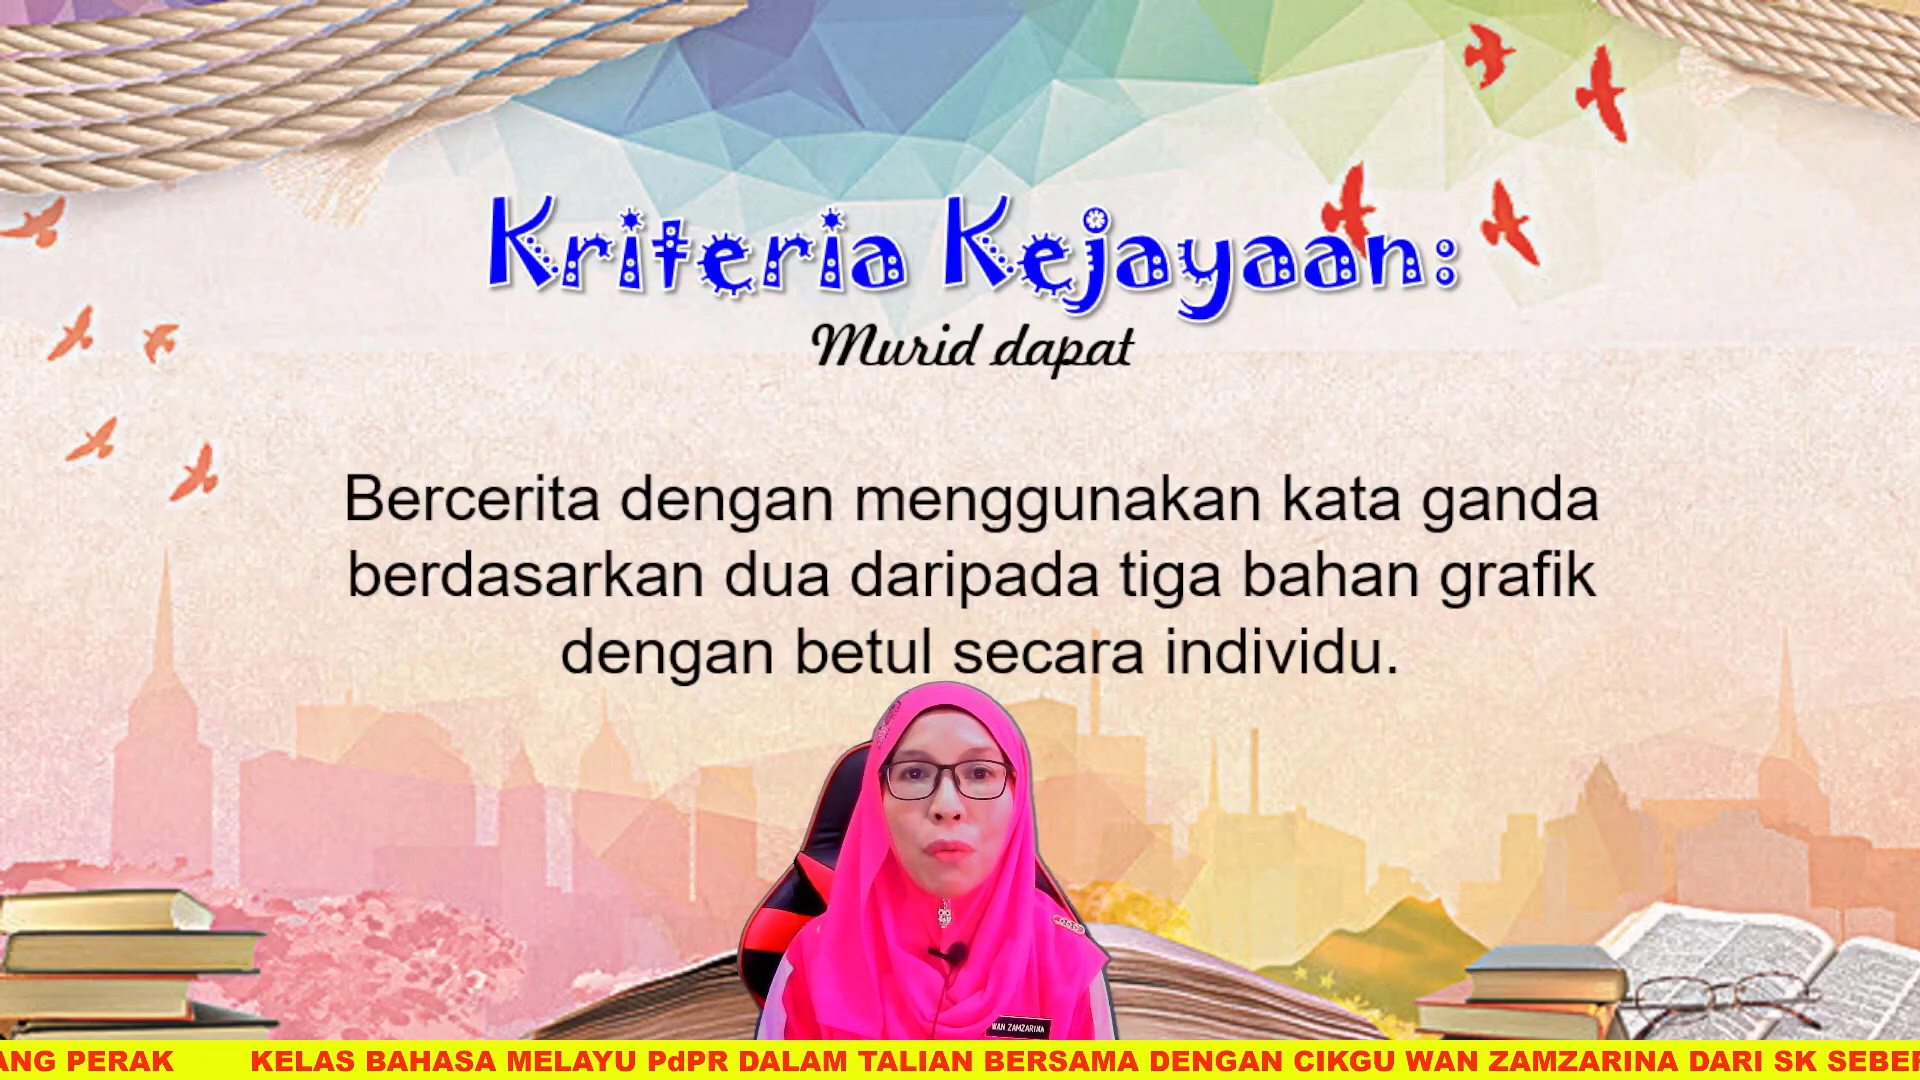 Kriteria Kejayaan:
Murid dapat
Bercerita dengan menggunakan kata ganda
berdasarkan dua daripada tiga bahan grafik
dengan betul secara individu.
WAN ZAMZARINA
ANG PERAK KELAS BAHASA MELAYU PdPR DALAM TALIAN BERSAMA DENGAN CIKGU WAN ZAMZARINA DARI SK